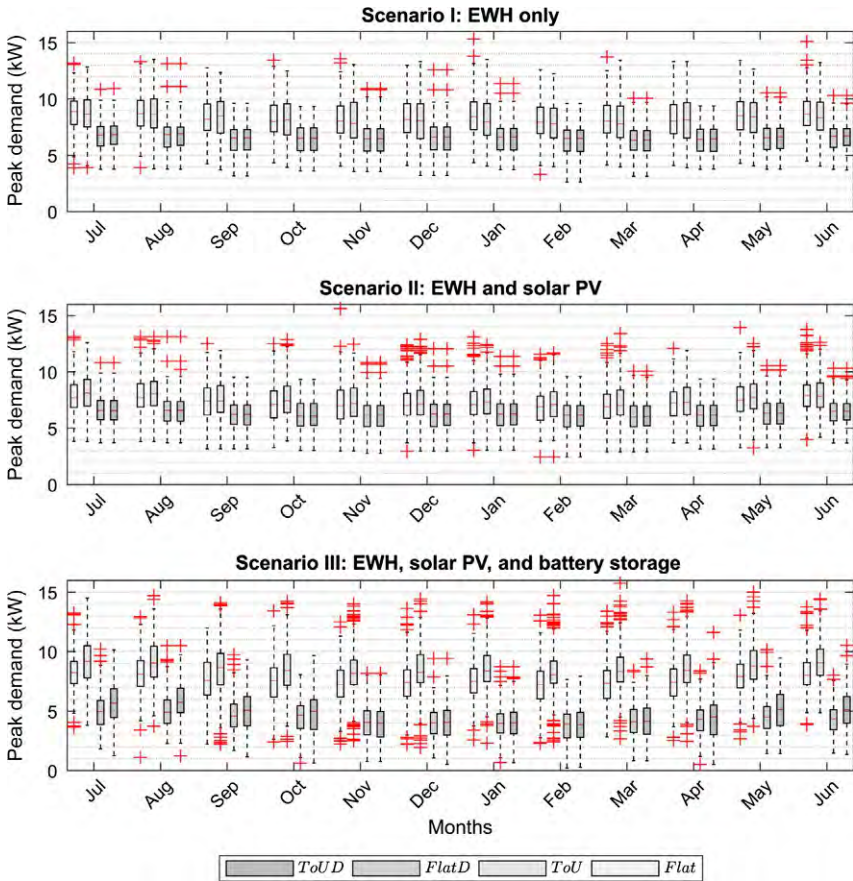 Scenario I: EWH only
Peak demand (kW)
15
10
5
0
Jul Aug Sep Oct Nov Dec Jan Feb Mar Apr May Jun
Scenario II: EWH and solar PV
Peak demand (kW)
15
10
5
0
Jul Aug Sep Oct Nov Dec Jan Feb Mar Apr May Jun
Scenario III: EWH, solar PV, and battery storage
Peak demand (kW)
15
10
5
0
Jul Aug Sep Oct Nov Dec Jan Feb Mar Apr May Jun
Months
ToUD FlatD ToU Flat